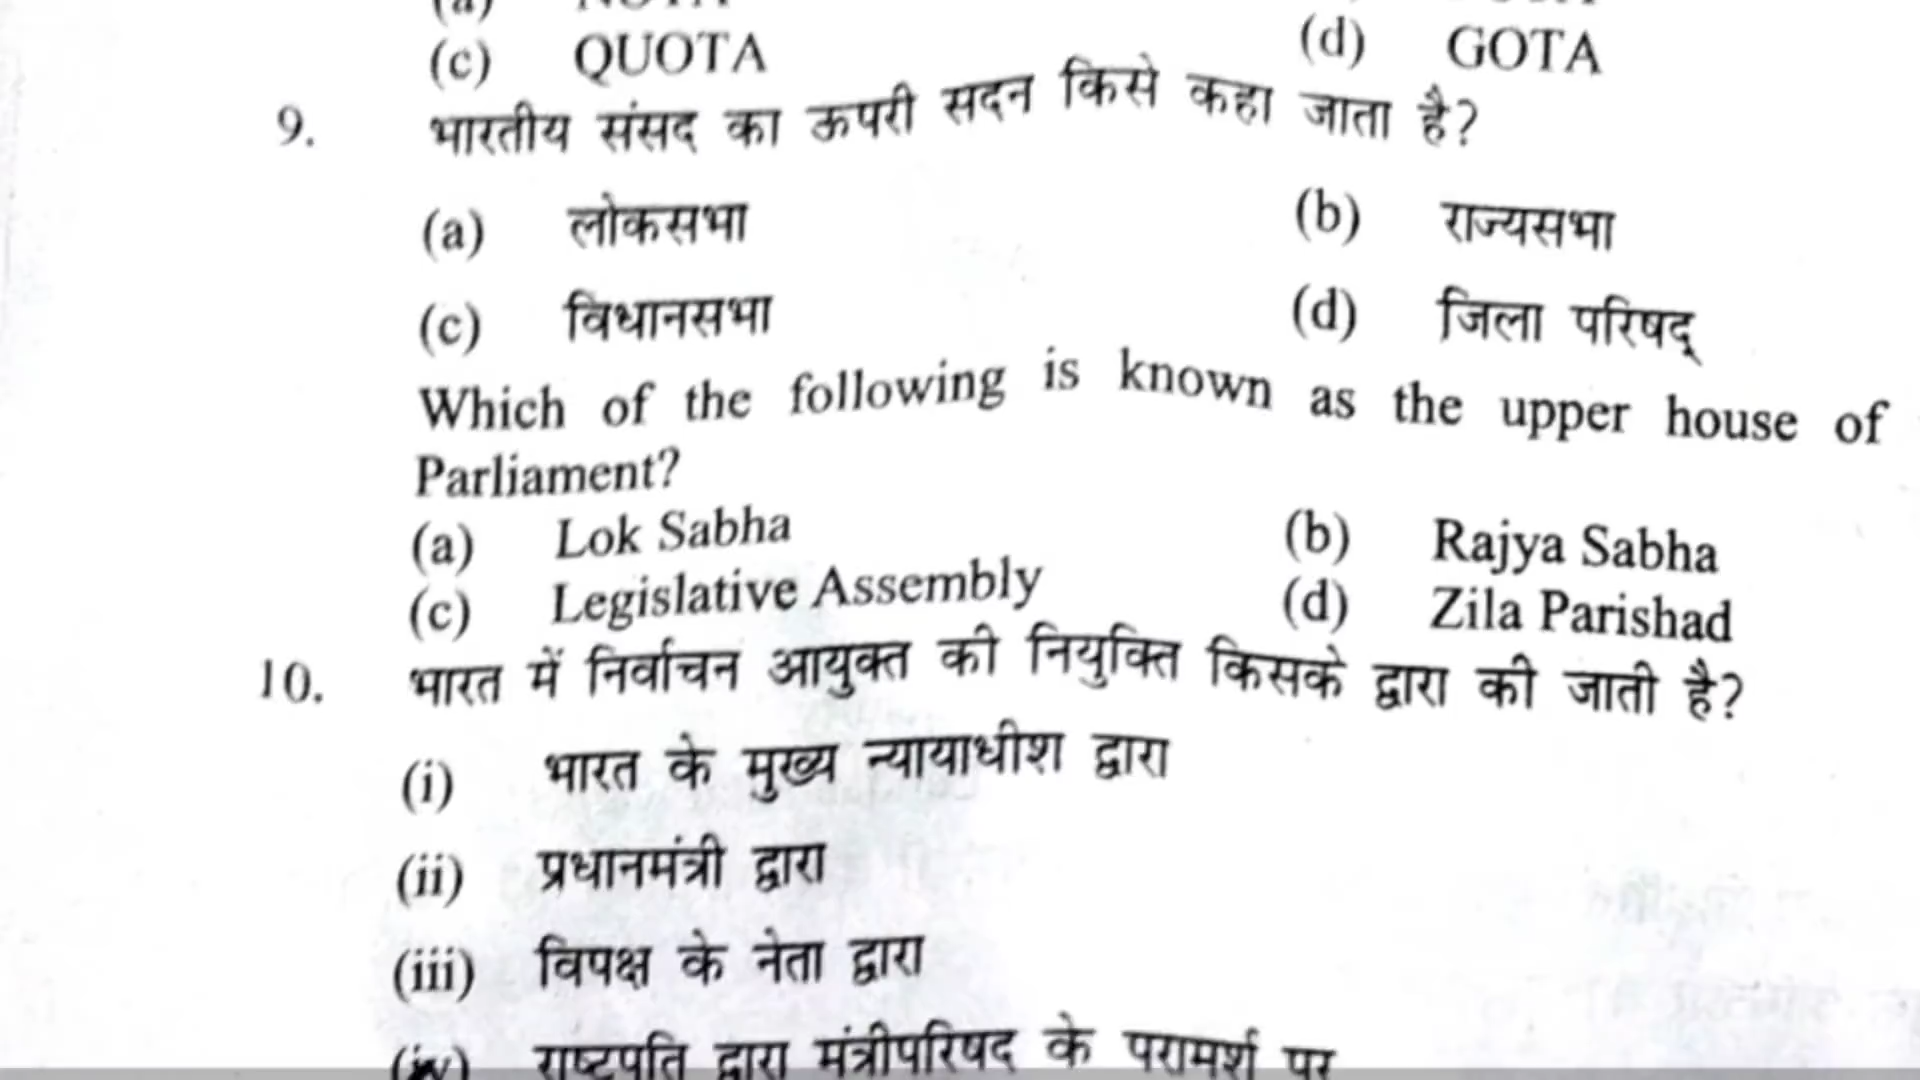 (c) QUOTA (d) GOTA
9. भारतीय संसद का ऊपरी सदन किसे कहा जाता है?
(a) लोकसभा (b) राज्यसभा
(c) विधानसभा (d) जिला परिषद्
Which of the following is known as the upper house of
Parliament?
(a) Lok Sabha (b) Rajya Sabha
(c) Legislative Assembly (d) Zila Parishad
10. भारत में निर्वाचन आयुक्त की नियुक्ति किसके द्वारा की जाती है?
(i) भारत के मुख्य न्यायाधीश द्वारा
(ii) प्रधानमंत्री द्वारा
(iii) विपक्ष के नेता द्वारा
(iv) राष्ट्रपति द्वारा मंत्रीपरिषद के परामर्श पर